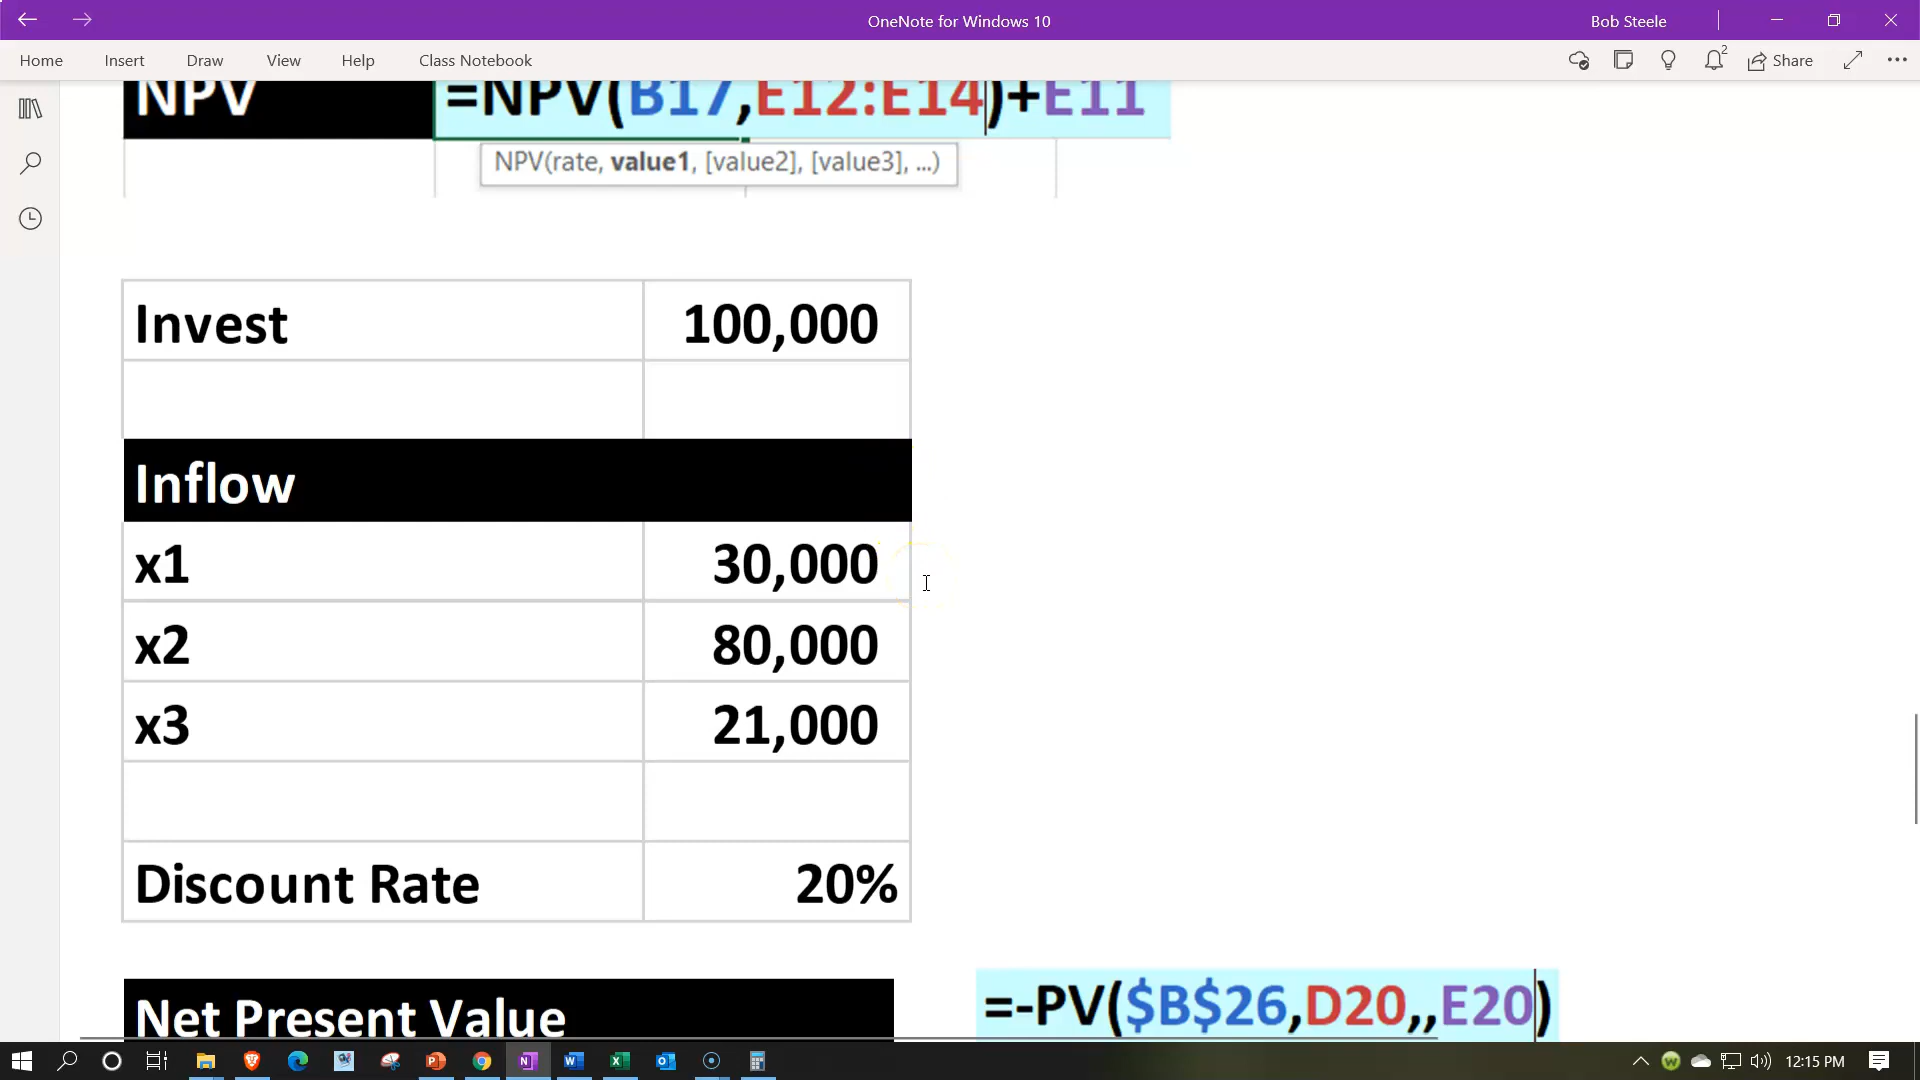 OneNote for Windows 10
Bob Steele
Home Insert Draw View Help Class Notebook
2
Share
NPV =NPV(B17,E12:E14)+E11
NPV(rate, value1, [value2], [value3], ...)
Invest 100,000
Inflow
x1 30,000
x2 80,000
x3 21,000
Discount Rate 20%
Net Present Value
=-PV($B$26,D20,,E20)
12:15 PM